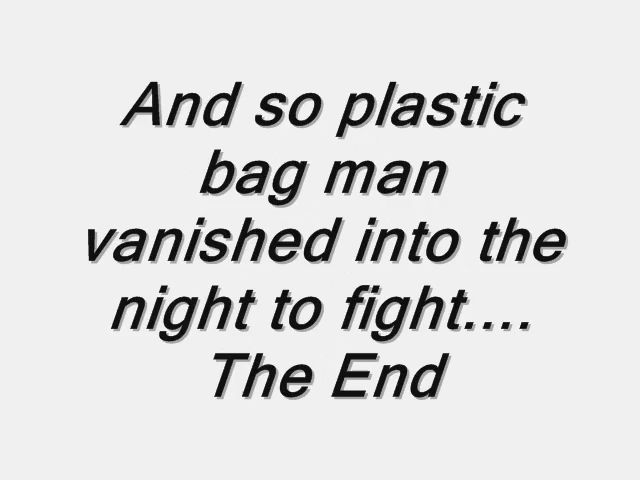 And so plastic
bag man
vanished into the
night to fight....
The End